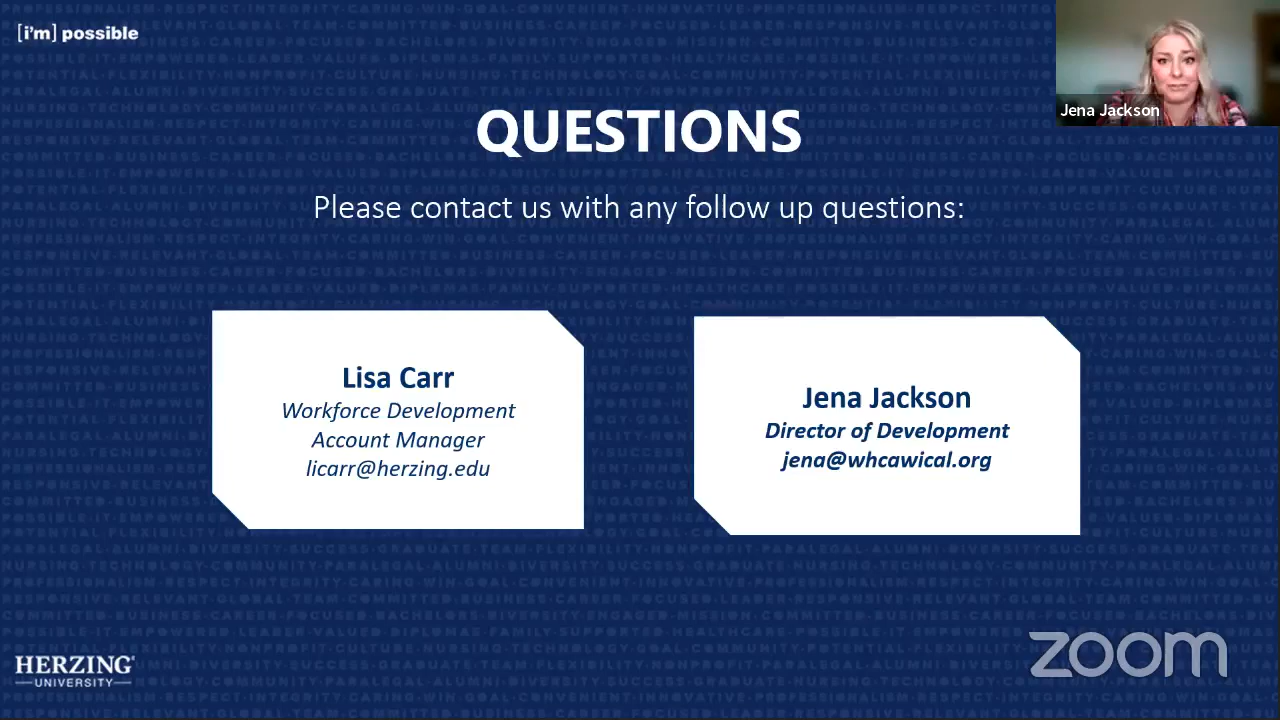 [i'm] possible
Jena Jackson
QUESTIONS
Please contact us with any follow up questions:
Lisa Carr
Workforce Development
Account Manager
licarr@herzing.edu
Jena Jackson
Director of Development
jena@whcawical.org
HERZING
UNIVERSITY
zoom